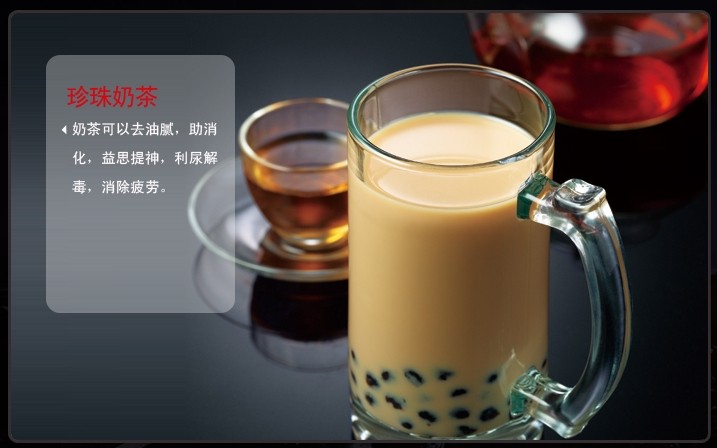 珍珠奶茶
奶茶可以去油腻，助消
化，益思提神，利尿解
毒，消除疲劳。